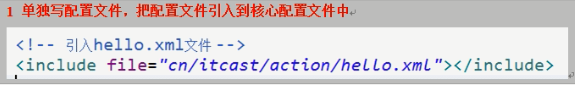 1 单独写配置文件，把配置文件引入到核心配置文件中
<!-- 引入hello.xml文件 -->
<include file="cn/itcast/action/hello.xml"></include>